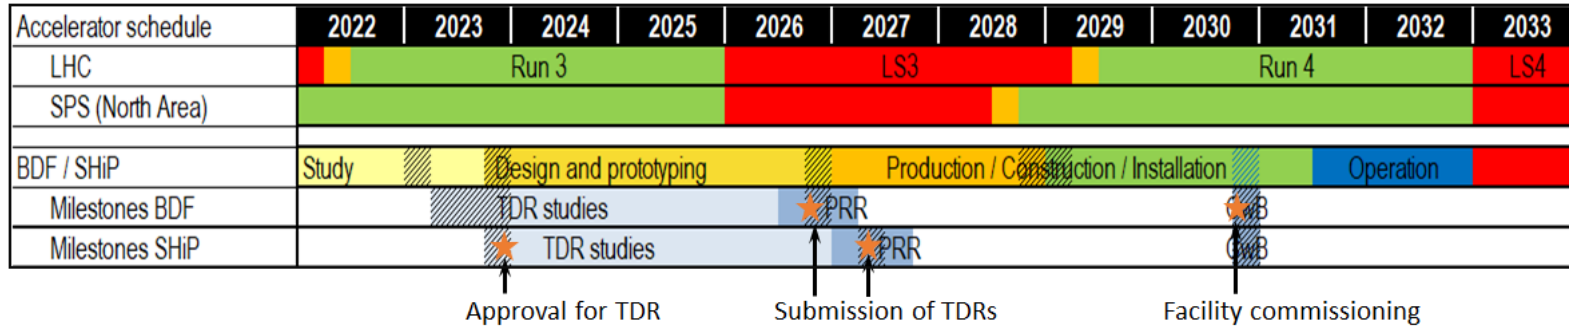 Accelerator schedule 2022 2023 2024 2025 2026 2027 2028 2029 2030 2031 2032 2033
LHC Run 3 LS3 Run 4 LS4
SPS (North Area)
BDF / SHiP Study Design and prototyping Production / Construction / Installation Operation
Milestones BDF TDR studies PRR CwB
Milestones SHiP TDR studies PRR CwB
Approval for TDR Submission of TDRs Facility commissioning